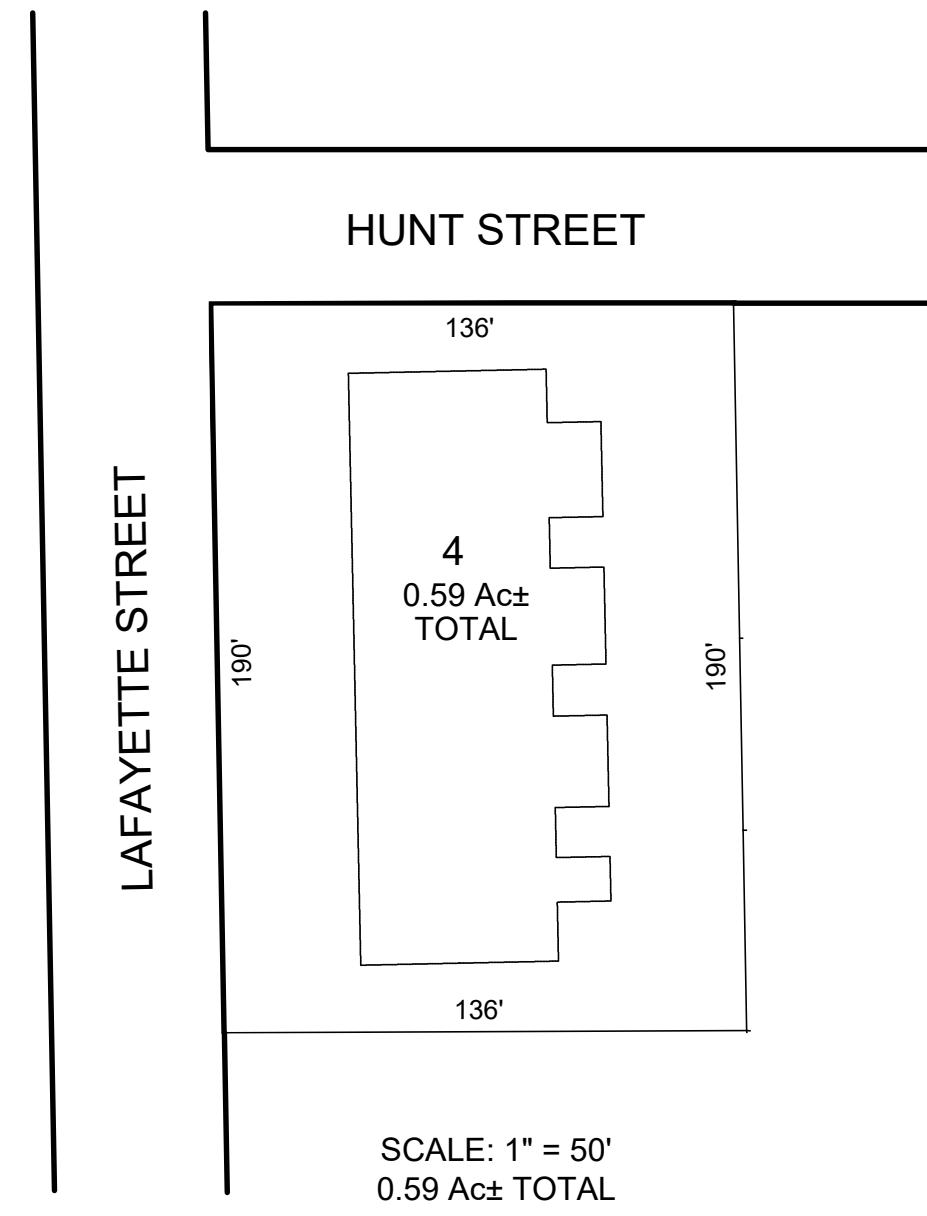 HUNT STREET
136'
4
0.59 Ac±
TOTAL
LAFAYETTE STREET
190'
190'
136'
SCALE: 1" = 50'
0.59 Ac± TOTAL